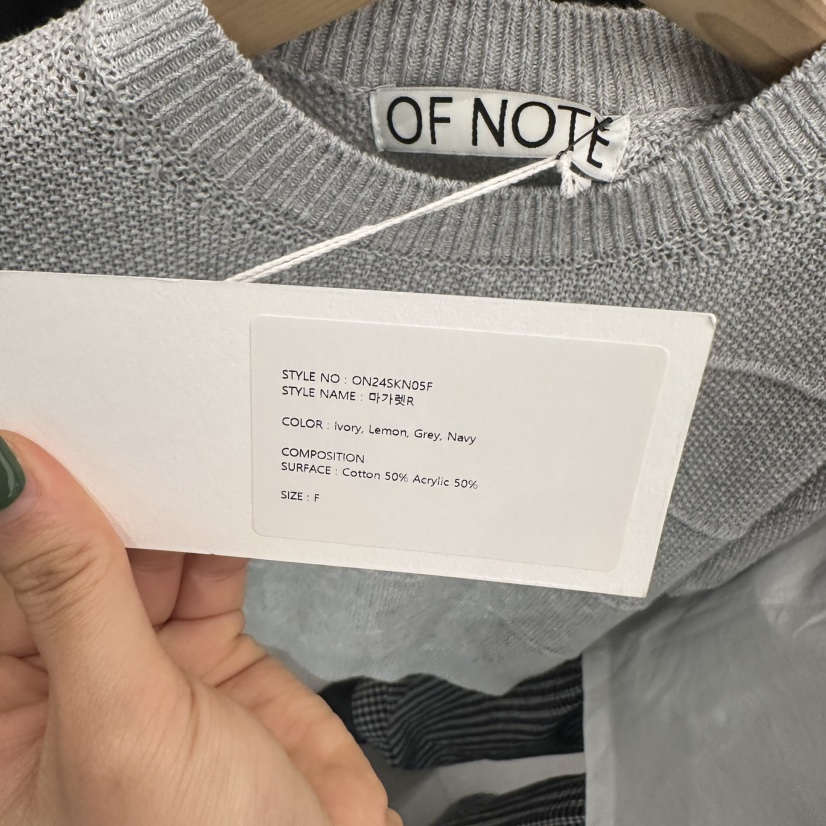 OF NOTE
STYLE NO : ON24SKN05F
STYLE NAME : 마가렛R
COLOR : Ivory, Lemon, Grey, Navy
COMPOSITION
SURFACE : Cotton 50% Acrylic 50%
SIZE : F